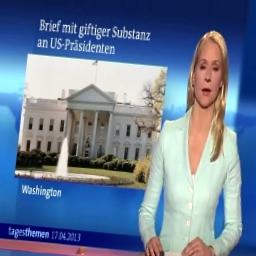 Brief mit giftiger Substanz
an US-Präsidenten
Washington
tagesthemen 17.04.2013